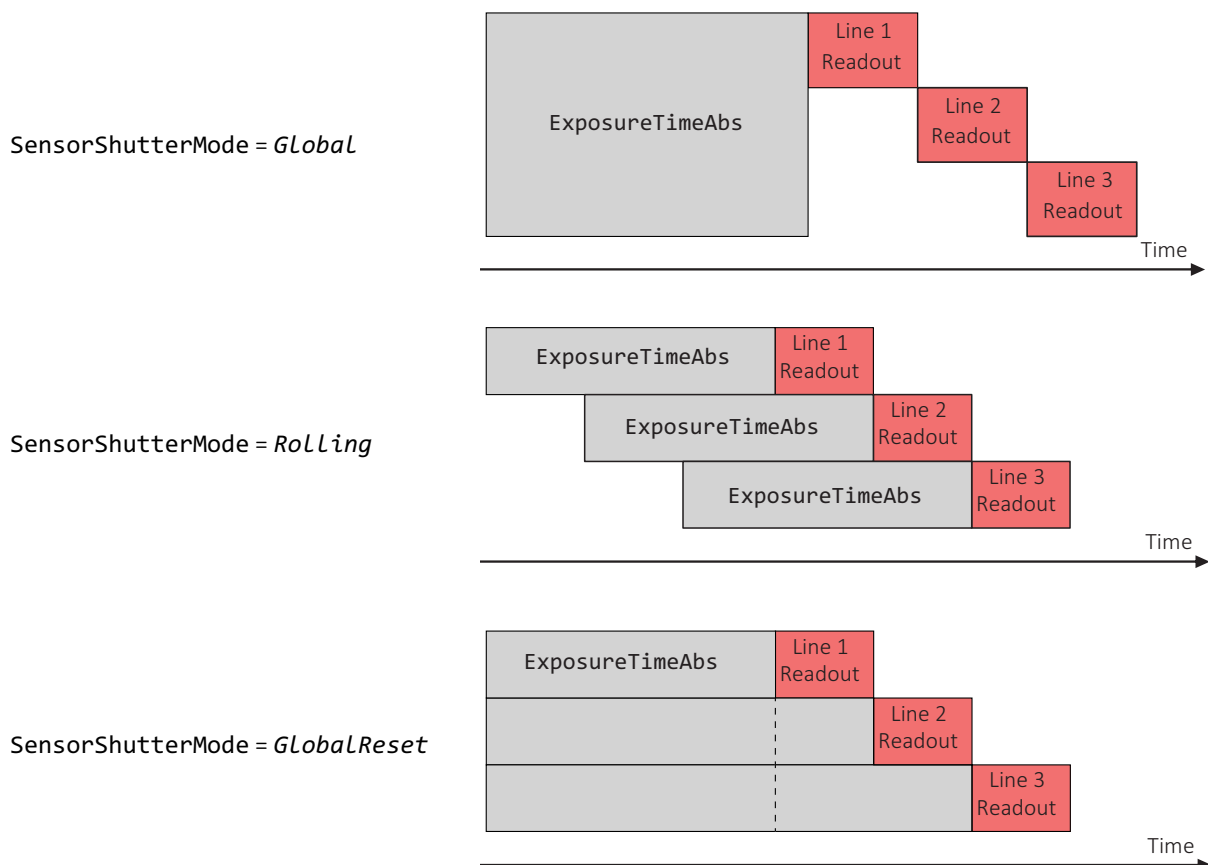 Line 1
Readout
Line 2
Readout
Line 3
Readout
ExposureTimeAbs
SensorShutterMode = Global
Time
ExposureTimeAbs
Line 1
Readout
ExposureTimeAbs
Line 2
Readout
SensorShutterMode = Rolling
ExposureTimeAbs
Line 3
Readout
Time
ExposureTimeAbs
Line 1
Readout
Line 2
Readout
SensorShutterMode = GlobalReset
Line 3
Readout
Time